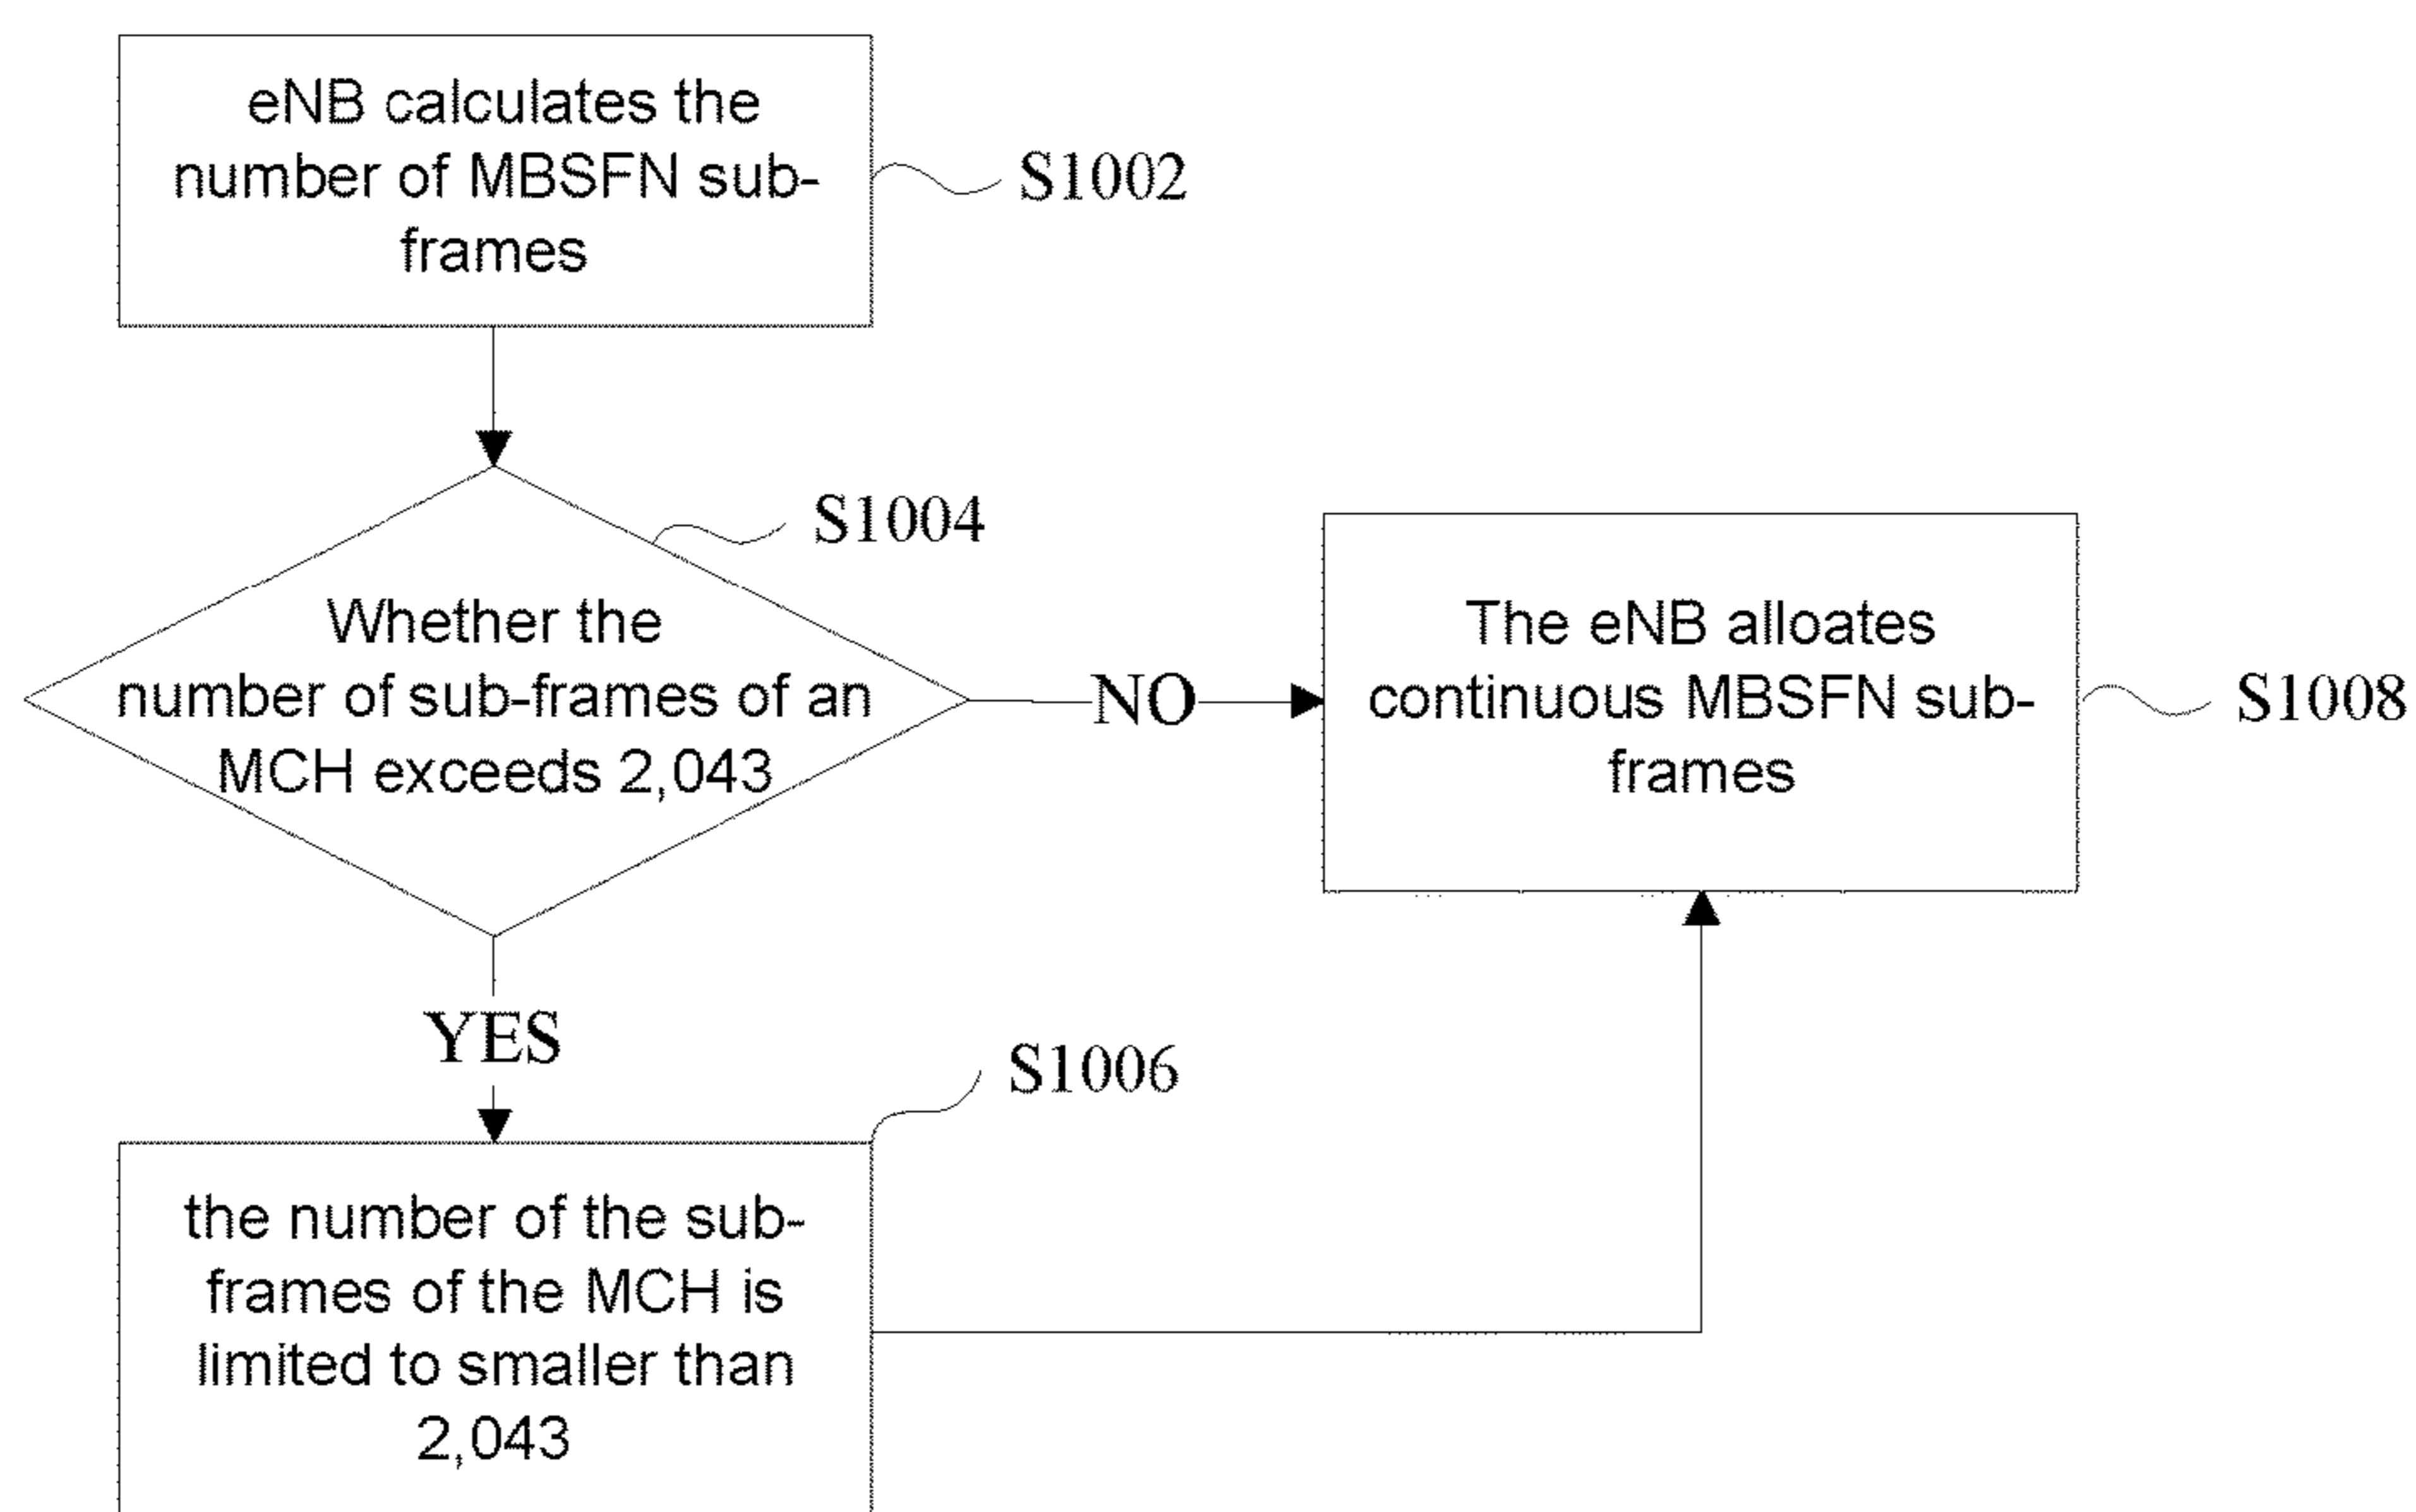 eNB calculates the
number of MBSFN sub-
frames
S1002
S1004
Whether the
number of sub-frames of an
MCH exceeds 2,043
NO
The eNB alloates
continuous MBSFN sub-
frames
S1008
YES
S1006
the number of the sub-
frames of the MCH is
limited to smaller than
2,043